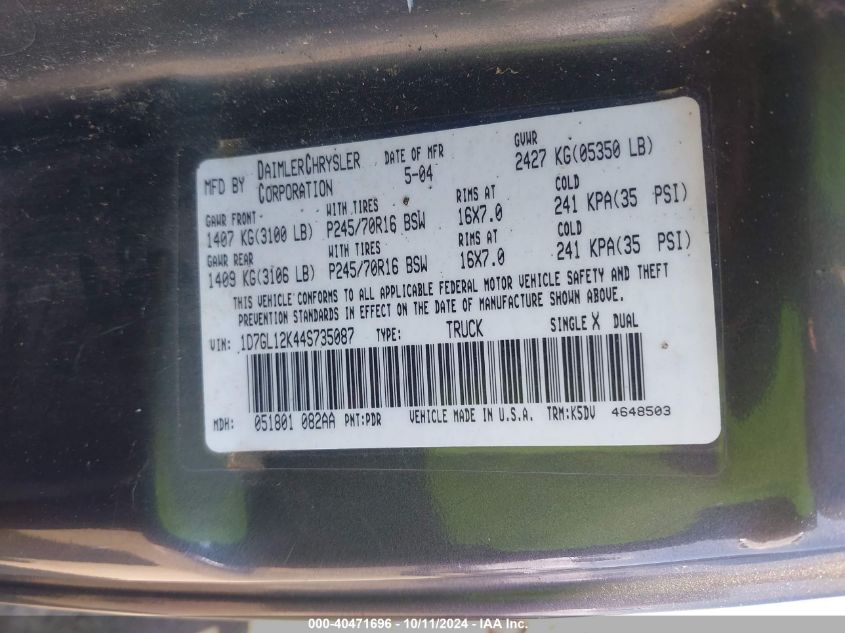 MFD BY DAIMLERCHRYSLER CORPORATION DATE OF MFR 5-04 GVWR 2427 KG(05350 LB)
GAWR FRONT WITH TIRES RIMS AT COLD
1407 KG(3100 LB) P245/70R16 BSW 16X7.0 241 KPA(35 PSI)
GAWR REAR WITH TIRES RIMS AT COLD
1409 KG(3106 LB) P245/70R16 BSW 16X7.0 241 KPA(35 PSI)
THIS VEHICLE CONFORMS TO ALL APPLICABLE FEDERAL MOTOR VEHICLE SAFETY AND THEFT
PREVENTION STANDARDS IN EFFECT ON THE DATE OF MANUFACTURE SHOWN ABOVE.
VIN: 1D7GL12K44S735087 TYPE: TRUCK SINGLE X DUAL
MDH: 051801 082AA PNT:PDR VEHICLE MADE IN U.S.A. TRM:K5DV 4648503
000-40471696 - 10/11/2024 - IAA Inc.